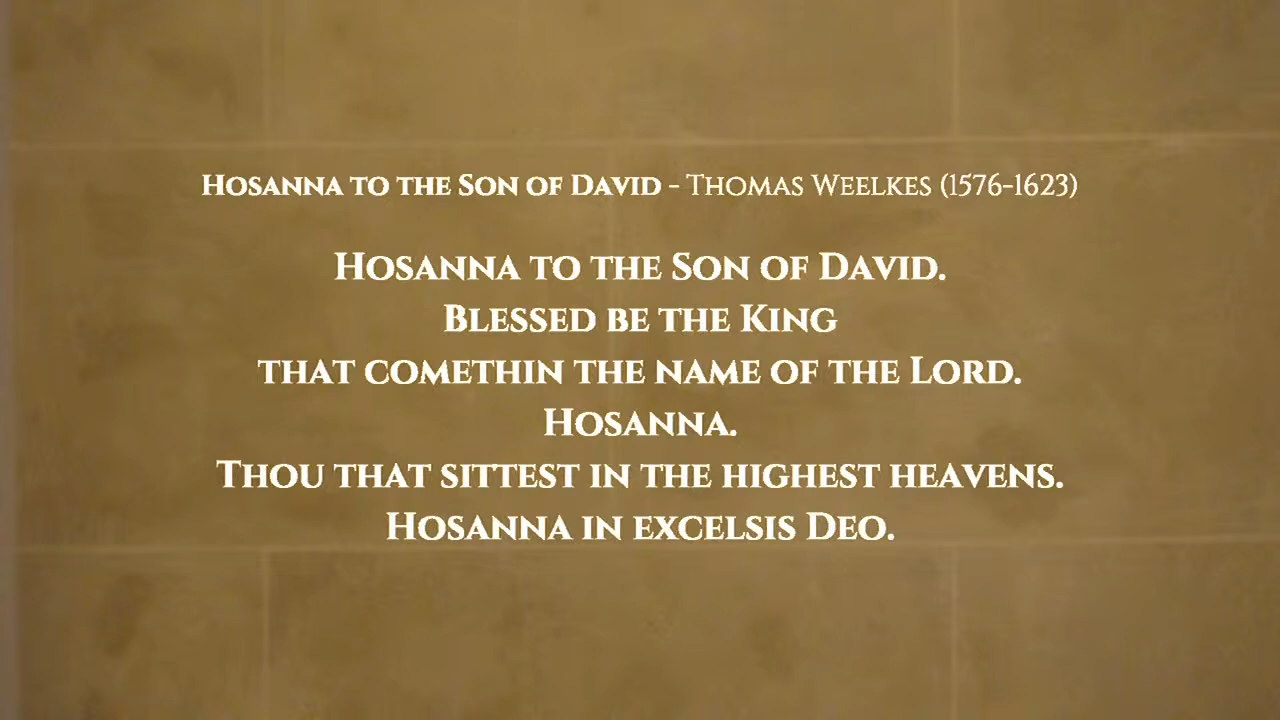 Hosanna to the Son of David - Thomas Weelkes (1576-1623)
Hosanna to the Son of David.
Blessed be the King
that comethin the name of the Lord.
Hosanna.
Thou that sittest in the highest heavens.
Hosanna in excelsis Deo.